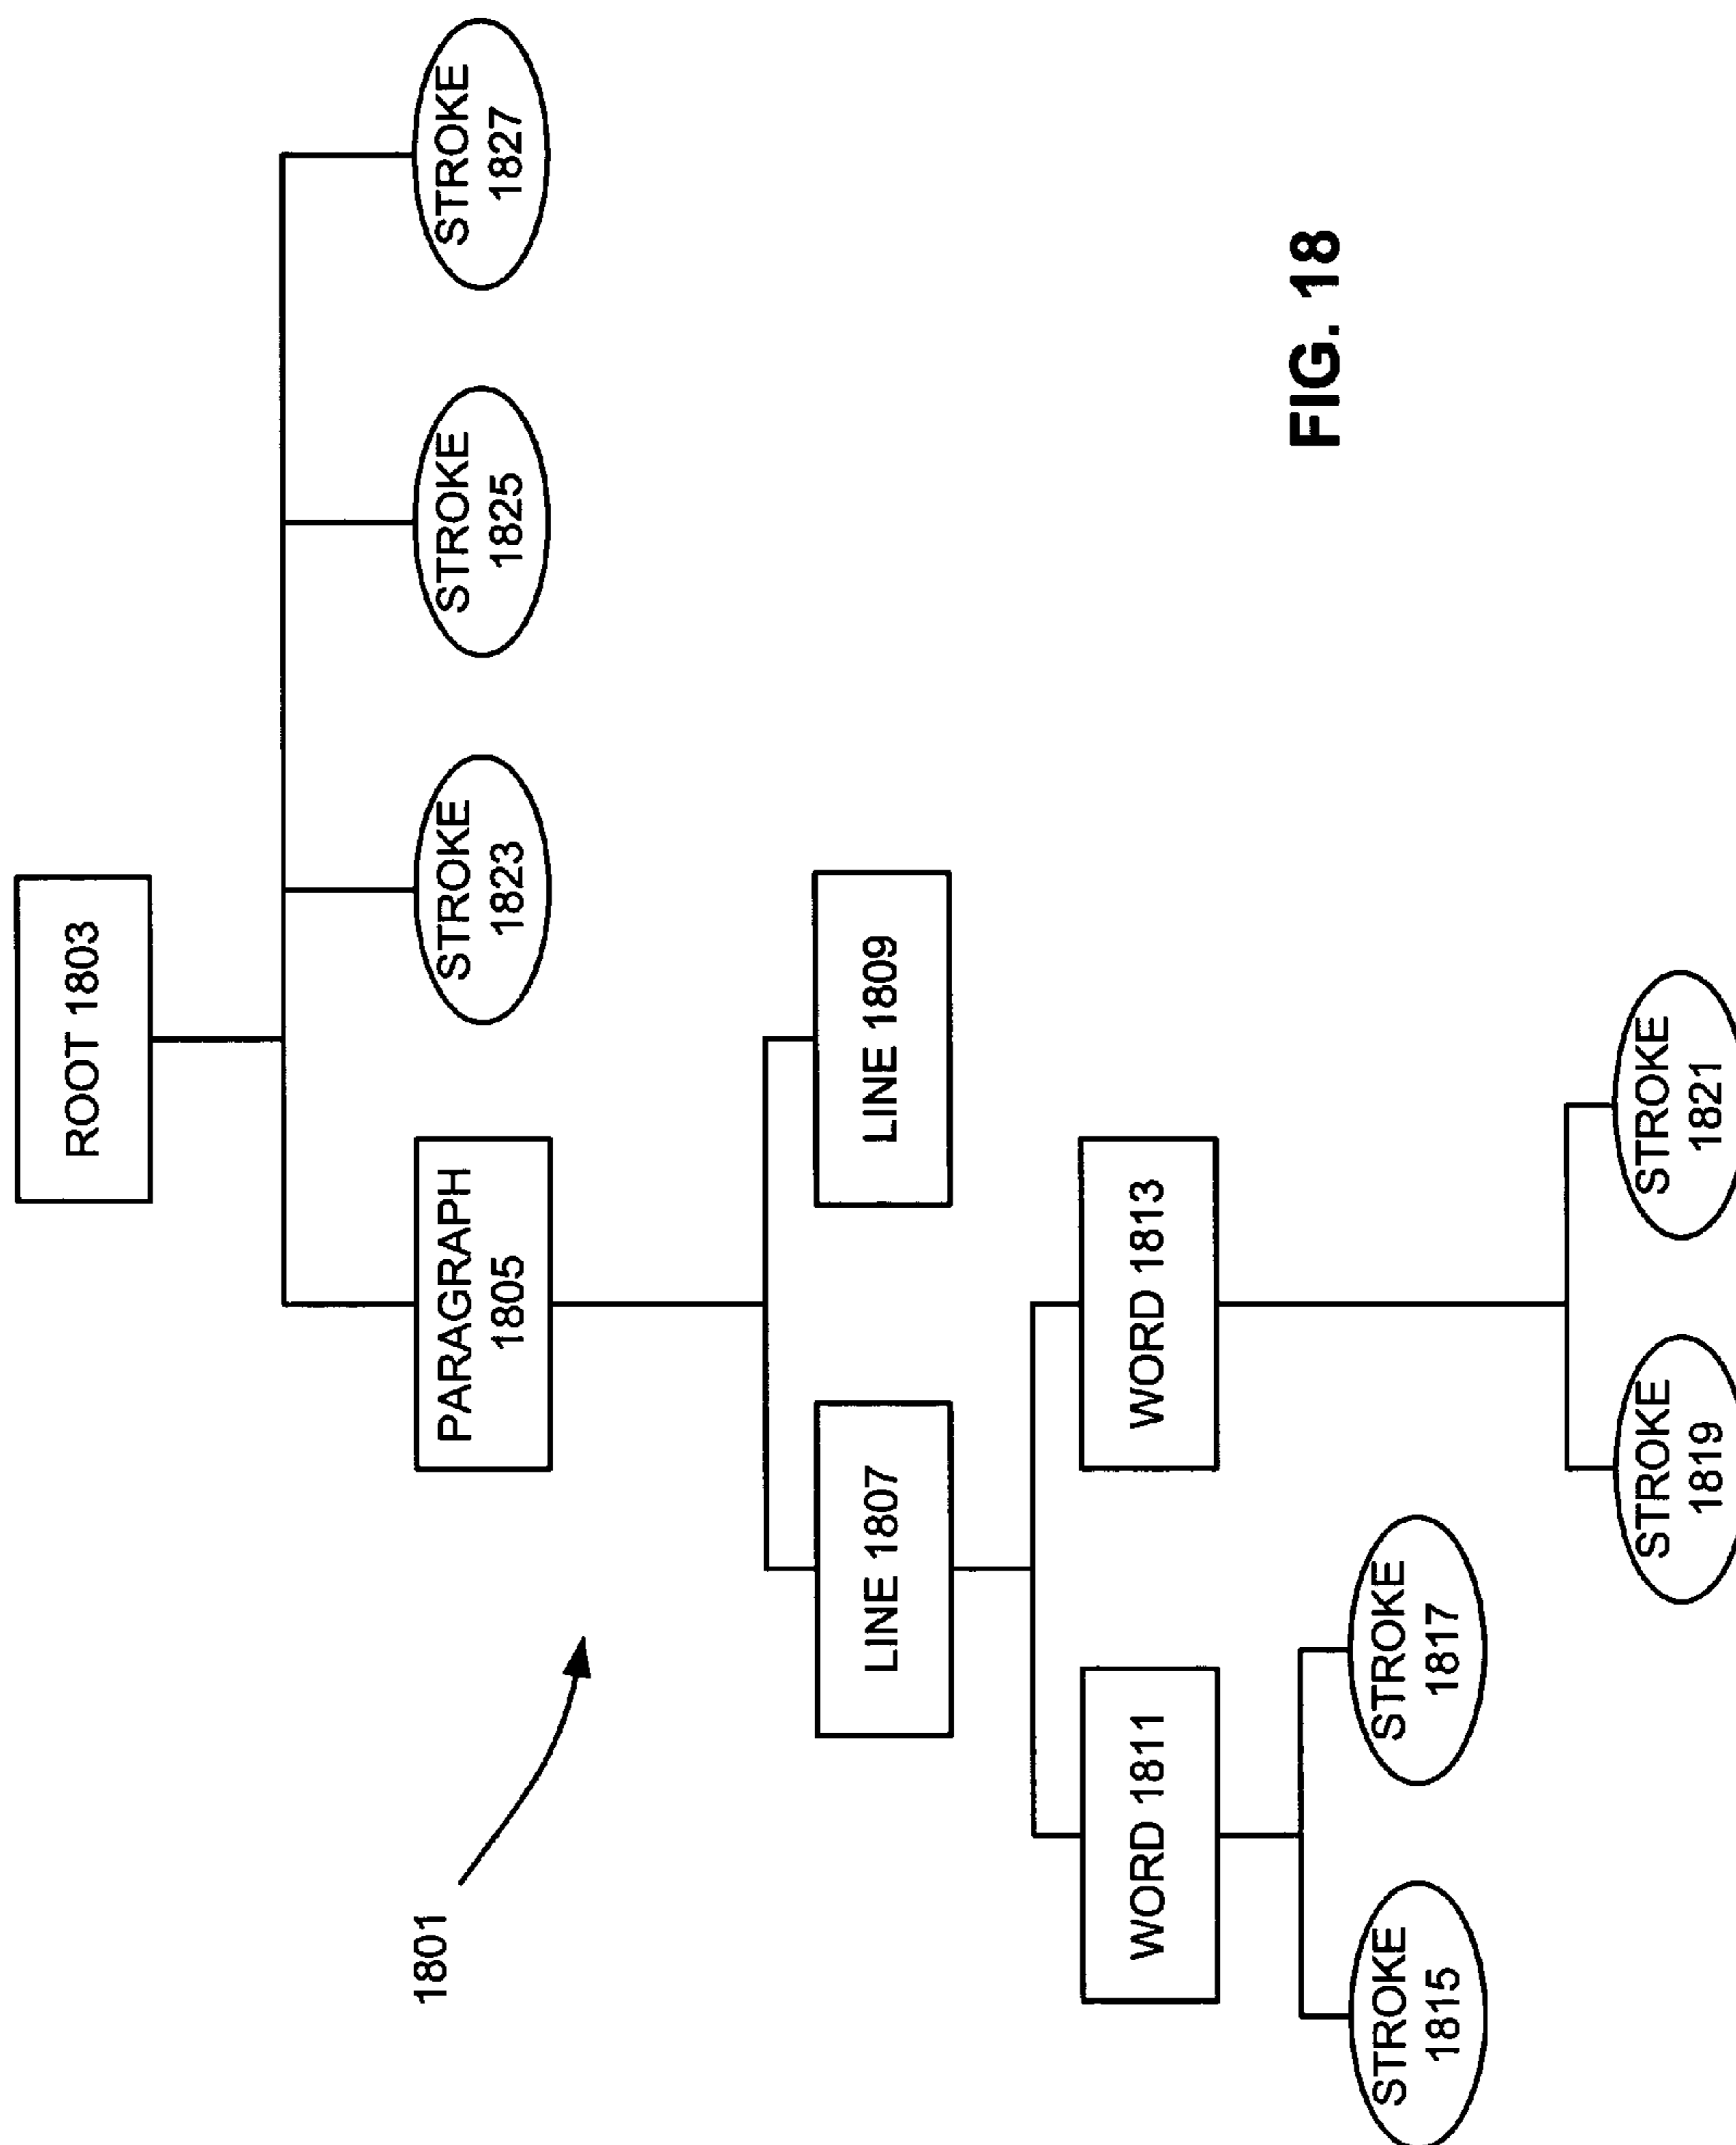 ROOT 1803
PARAGRAPH
1805
STROKE
1823
STROKE
1825
STROKE
1827
1801
LINE 1807
LINE 1809
WORD 1811
WORD 1813
STROKE
1815
STROKE
1817
STROKE
1819
STROKE
1821
FIG. 18